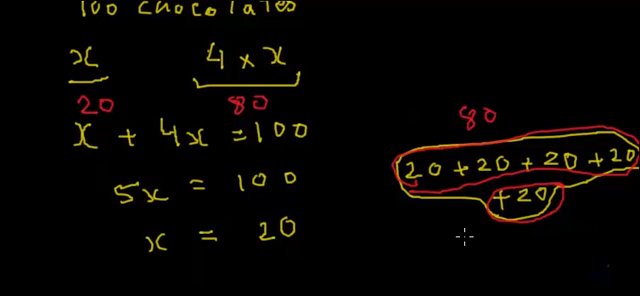 100 chocolates
x 4 × x
20 80
x + 4x = 100
5x = 100
x = 20
80
20 + 20 + 20 + 20
+ 20